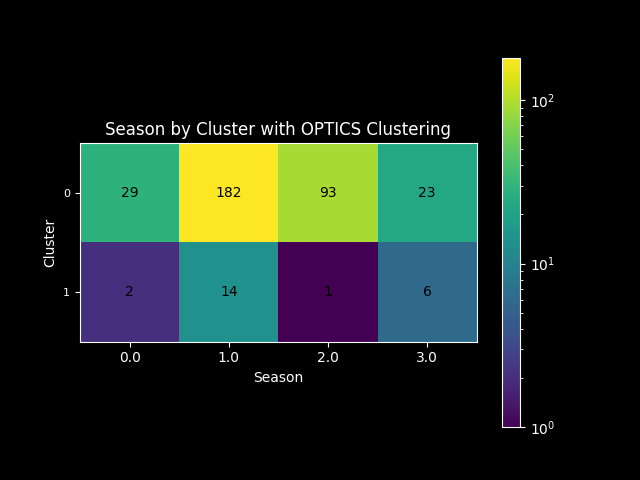 Season by Cluster with OPTICS Clustering
10²
0 29 182 93 23
Cluster
10¹
1 2 14 1 6
0.0 1.0 2.0 3.0
Season
10⁰